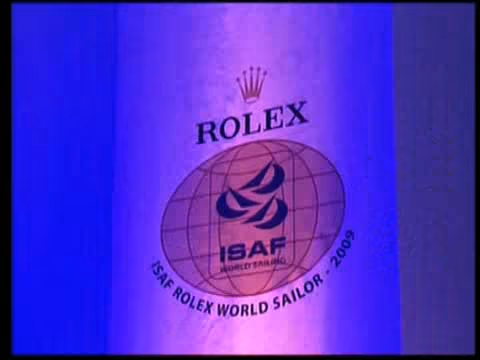 ROLEX
ISAF
WORLD SAILING
ISAF ROLEX WORLD SAILOR - 2009